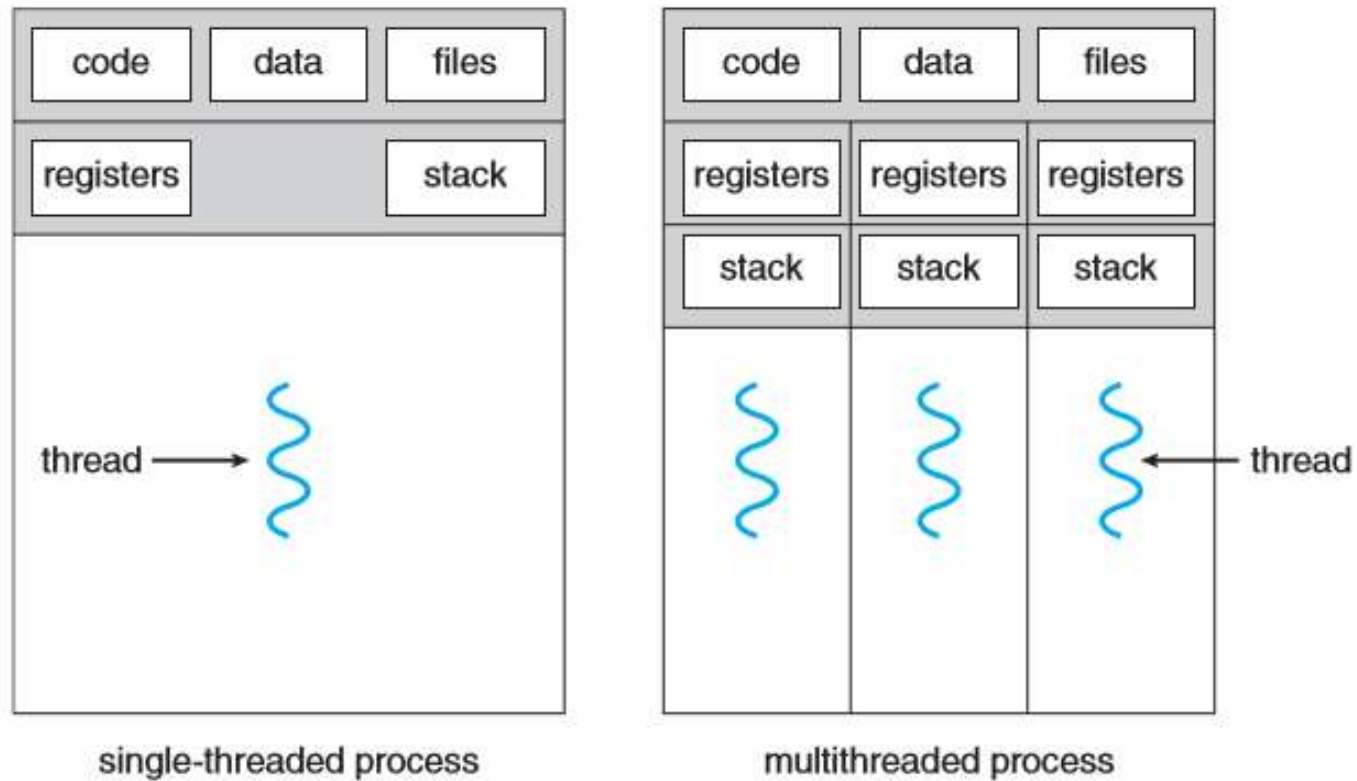 code data files
registers stack
thread
single-threaded process
code data files
registers registers registers
stack stack stack
thread
multithreaded process